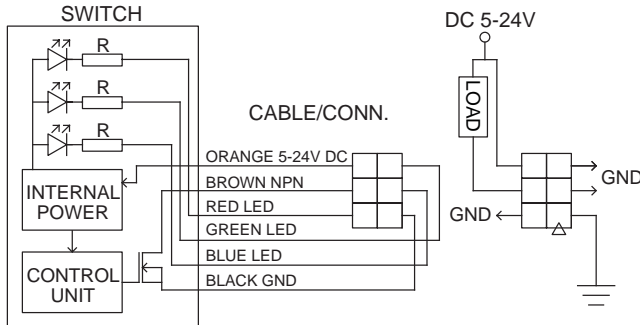 SWITCH
R
R
R
INTERNAL
POWER
CONTROL
UNIT
CABLE/CONN.
ORANGE 5-24V DC
BROWN NPN
RED LED
GREEN LED
BLUE LED
BLACK GND
DC 5-24V
LOAD
GND
GND